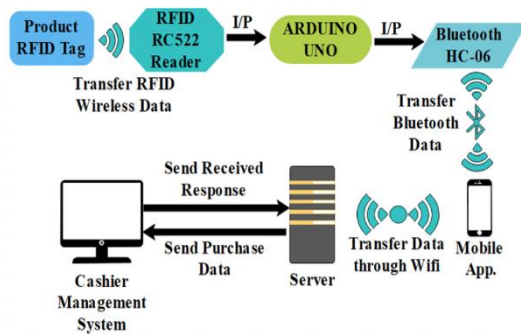 Product
RFID Tag
RFID
RC522
Reader
I/P
ARDUINO
UNO
I/P
Bluetooth
HC-06
Transfer RFID
Wireless Data
Transfer
Bluetooth
Data
Send Received
Response
Send Purchase
Data
Cashier
Management
System
Server
Transfer Data
through Wifi
Mobile
App.